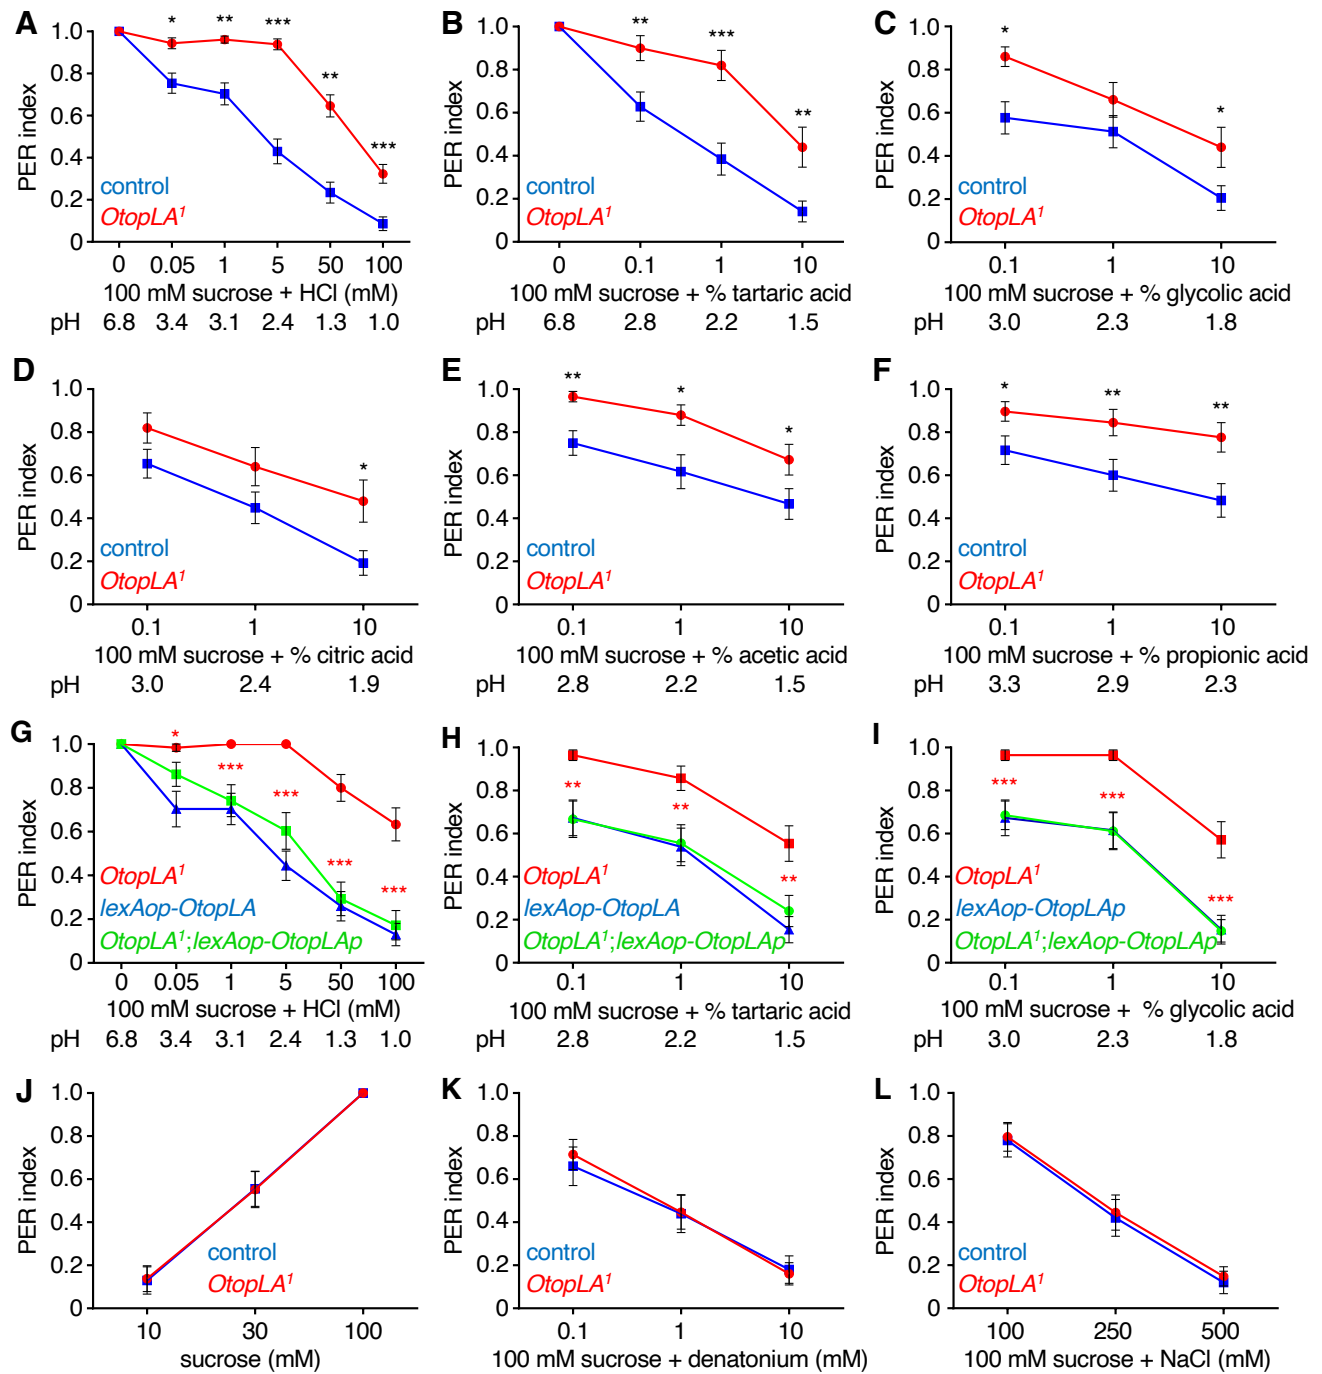 A
PER index
1.0
0.8
0.6
0.4
0.2
0
* ** *** ** ***
control
OtopLA¹
0 0.05 1 5 50 100
100 mM sucrose + HCl (mM)
pH 6.8 3.4 3.1 2.4 1.3 1.0
B
PER index
1.0
0.8
0.6
0.4
0.2
0
** *** **
control
OtopLA¹
0 0.1 1 10
100 mM sucrose + % tartaric acid
pH 6.8 2.8 2.2 1.5
C
PER index
1.0
0.8
0.6
0.4
0.2
0
* *
control
OtopLA¹
0.1 1 10
100 mM sucrose + % glycolic acid
pH 3.0 2.3 1.8
D
PER index
1.0
0.8
0.6
0.4
0.2
0
*
control
OtopLA¹
0.1 1 10
100 mM sucrose + % citric acid
pH 3.0 2.4 1.9
E
PER index
1.0
0.8
0.6
0.4
0.2
0
** * *
control
OtopLA¹
0.1 1 10
100 mM sucrose + % acetic acid
pH 2.8 2.2 1.5
F
PER index
1.0
0.8
0.6
0.4
0.2
0
* ** **
control
OtopLA¹
0.1 1 10
100 mM sucrose + % propionic acid
pH 3.3 2.9 2.3
G
PER index
1.0
0.8
0.6
0.4
0.2
0
* *** *** *** ***
OtopLA¹
lexAop-OtopLA
OtopLA¹;lexAop-OtopLAp
0 0.05 1 5 50 100
100 mM sucrose + HCl (mM)
pH 6.8 3.4 3.1 2.4 1.3 1.0
H
PER index
1.0
0.8
0.6
0.4
0.2
0
** ** **
OtopLA¹
lexAop-OtopLA
OtopLA¹;lexAop-OtopLAp
0.1 1 10
100 mM sucrose + % tartaric acid
pH 2.8 2.2 1.5
I
PER index
1.0
0.8
0.6
0.4
0.2
0
*** *** ***
OtopLA¹
lexAop-OtopLAp
OtopLA¹;lexAop-OtopLAp
0.1 1 10
100 mM sucrose + % glycolic acid
pH 3.0 2.3 1.8
J
PER index
1.0
0.8
0.6
0.4
0.2
0
control
OtopLA¹
10 30 100
sucrose (mM)
K
PER index
1.0
0.8
0.6
0.4
0.2
0
control
OtopLA¹
0.1 1 10
100 mM sucrose + denatonium (mM)
L
PER index
1.0
0.8
0.6
0.4
0.2
0
control
OtopLA¹
100 250 500
100 mM sucrose + NaCl (mM)